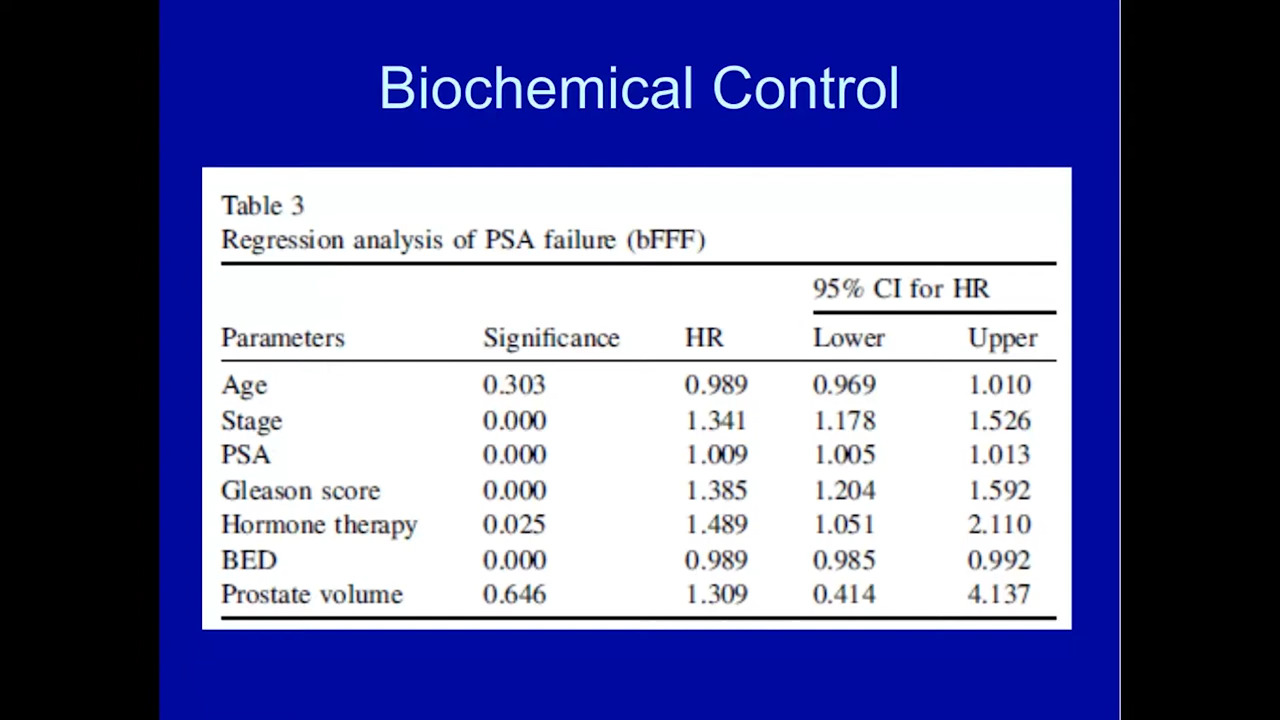 Biochemical Control
Table 3
Regression analysis of PSA failure (bFFF)
95% CI for HR
Parameters Significance HR Lower Upper
Age 0.303 0.989 0.969 1.010
Stage 0.000 1.341 1.178 1.526
PSA 0.000 1.009 1.005 1.013
Gleason score 0.000 1.385 1.204 1.592
Hormone therapy 0.025 1.489 1.051 2.110
BED 0.000 0.989 0.985 0.992
Prostate volume 0.646 1.309 0.414 4.137